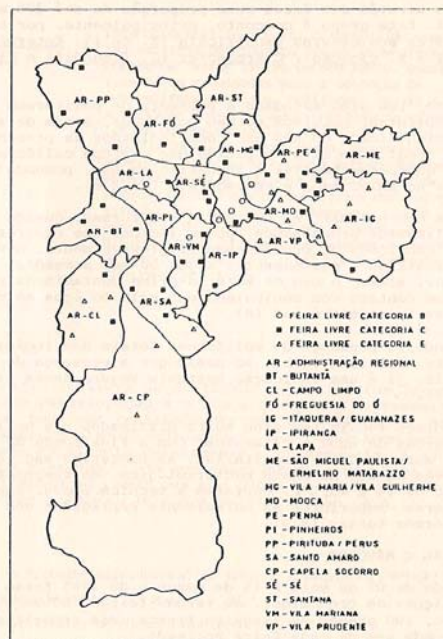 AR-PP
AR-ST
AR-FÓ
AR-MG
AR-PE
AR-ME
AR-LA
AR-SÉ
AR-MO
AR-IG
AR-PI
AR-BT
AR-VP
AR-VM
AR-IP
AR-CL
AR-SA
AR-CP
FEIRA LIVRE CATEGORIA B
FEIRA LIVRE CATEGORIA C
FEIRA LIVRE CATEGORIA E
AR - ADMINISTRAÇÃO REGIONAL
BT - BUTANTÃ
CL - CAMPO LIMPO
FÓ - FREGUESIA DO Ó
IG - ITAQUERA / GUAIANAZES
IP - IPIRANGA
LA - LAPA
ME - SÃO MIGUEL PAULISTA /
ERMELINO MATARAZZO
MG - VILA MARIA / VILA GUILHERME
MO - MOOCA
PE - PENHA
PI - PINHEIROS
PP - PIRITUBA / PERUS
SA - SANTO AMARO
CP - CAPELA SOCORRO
SÉ - SÉ
ST - SANTANA
VM - VILA MARIANA
VP - VILA PRUDENTE